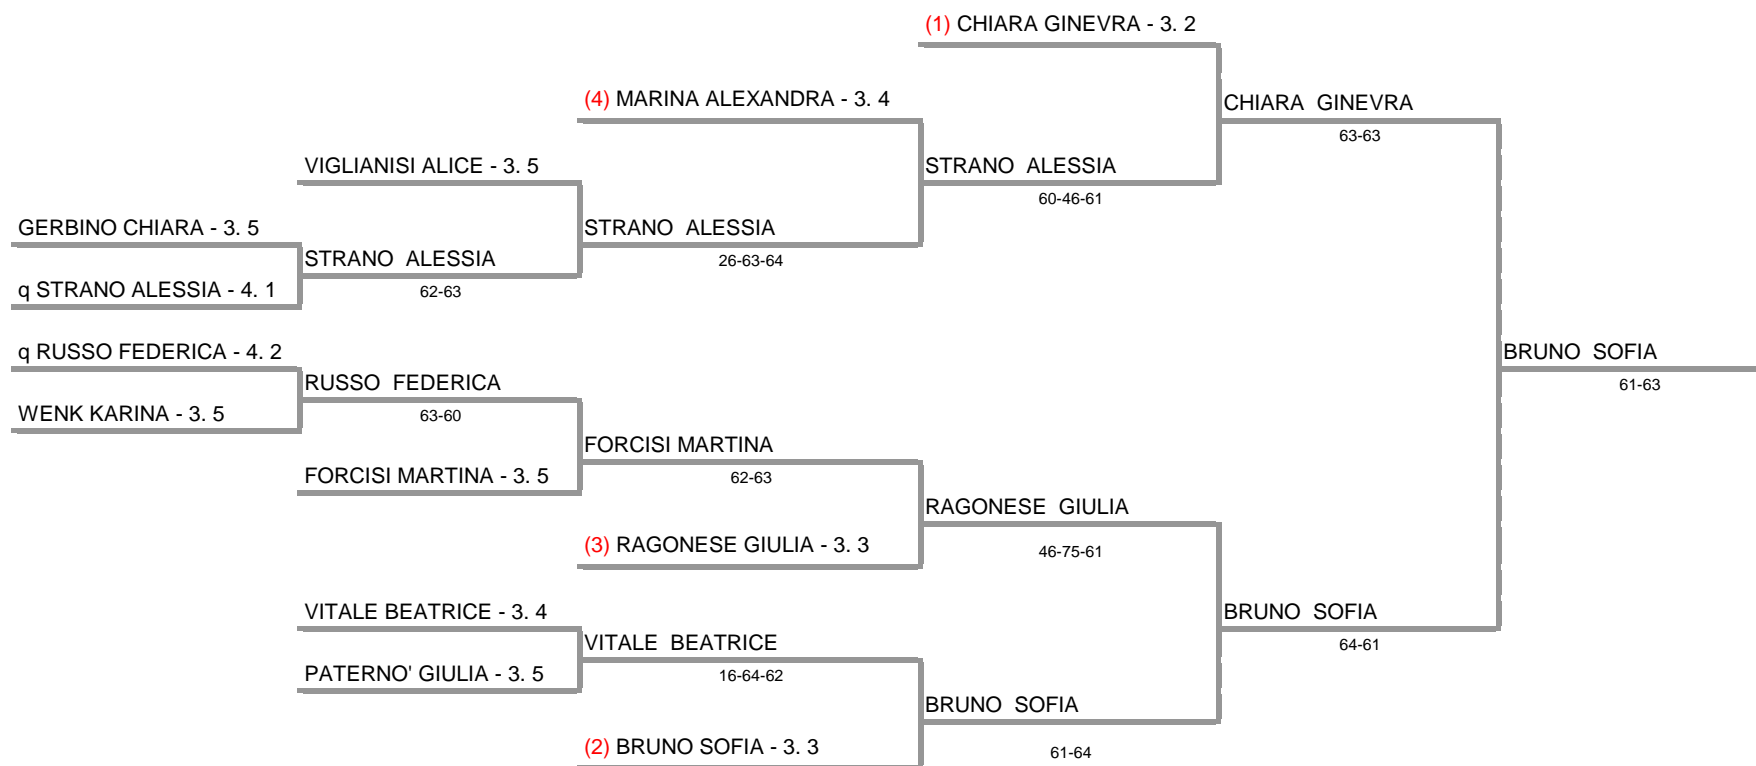 (1) CHIARA GINEVRA - 3. 2
(4) MARINA ALEXANDRA - 3. 4
CHIARA  GINEVRA
63-63
VIGLIANISI ALICE - 3. 5
STRANO  ALESSIA
60-46-61
GERBINO CHIARA - 3. 5
STRANO  ALESSIA
26-63-64
STRANO  ALESSIA
62-63
q STRANO ALESSIA - 4. 1
q RUSSO FEDERICA - 4. 2
BRUNO  SOFIA
61-63
RUSSO  FEDERICA
63-60
WENK KARINA - 3. 5
FORCISI MARTINA
62-63
FORCISI MARTINA - 3. 5
RAGONESE  GIULIA
46-75-61
(3) RAGONESE GIULIA - 3. 3
VITALE BEATRICE - 3. 4
BRUNO  SOFIA
64-61
VITALE  BEATRICE
16-64-62
PATERNO' GIULIA - 3. 5
BRUNO  SOFIA
61-64
(2) BRUNO SOFIA - 3. 3